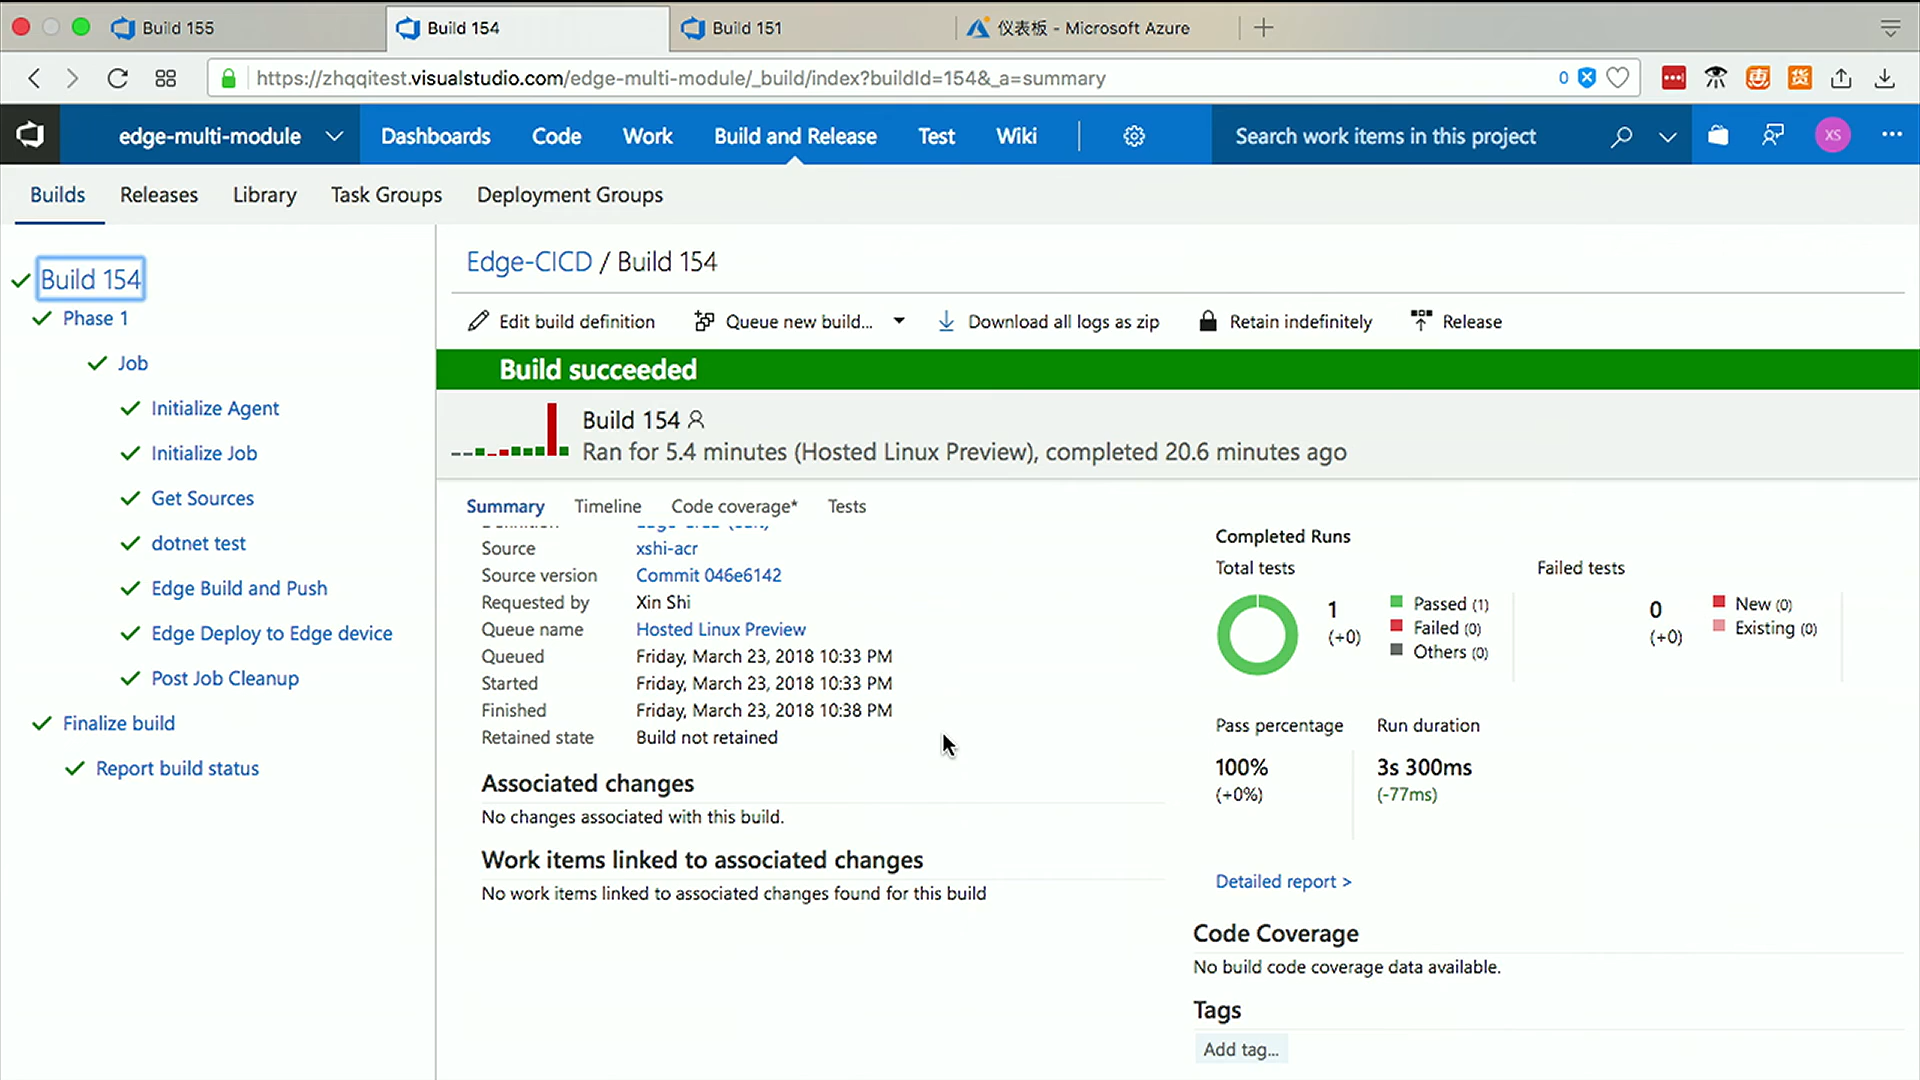 Build 155
Build 154
Build 151
仪表板 - Microsoft Azure
https://zhqqitest.visualstudio.com/edge-multi-module/_build/index?buildId=154&_a=summary
0
惠
货
edge-multi-module
Dashboards
Code
Work
Build and Release
Test
Wiki
Search work items in this project
XS
Builds
Releases
Library
Task Groups
Deployment Groups
Build 154
Phase 1
Job
Initialize Agent
Initialize Job
Get Sources
dotnet test
Edge Build and Push
Edge Deploy to Edge device
Post Job Cleanup
Finalize build
Report build status
Edge-CICD / Build 154
Edit build definition
Queue new build...
Download all logs as zip
Retain indefinitely
Release
Build succeeded
Build 154
Ran for 5.4 minutes (Hosted Linux Preview), completed 20.6 minutes ago
Summary
Timeline
Code coverage*
Tests
Source xshi-acr
Source version Commit 046e6142
Requested by Xin Shi
Queue name Hosted Linux Preview
Queued Friday, March 23, 2018 10:33 PM
Started Friday, March 23, 2018 10:33 PM
Finished Friday, March 23, 2018 10:38 PM
Retained state Build not retained
Associated changes
No changes associated with this build.
Work items linked to associated changes
No work items linked to associated changes found for this build
Completed Runs
Total tests
1
(+0)
Passed (1)
Failed (0)
Others (0)
Failed tests
0
(+0)
New (0)
Existing (0)
Pass percentage
100%
(+0%)
Run duration
3s 300ms
(-77ms)
Detailed report >
Code Coverage
No build code coverage data available.
Tags
Add tag...